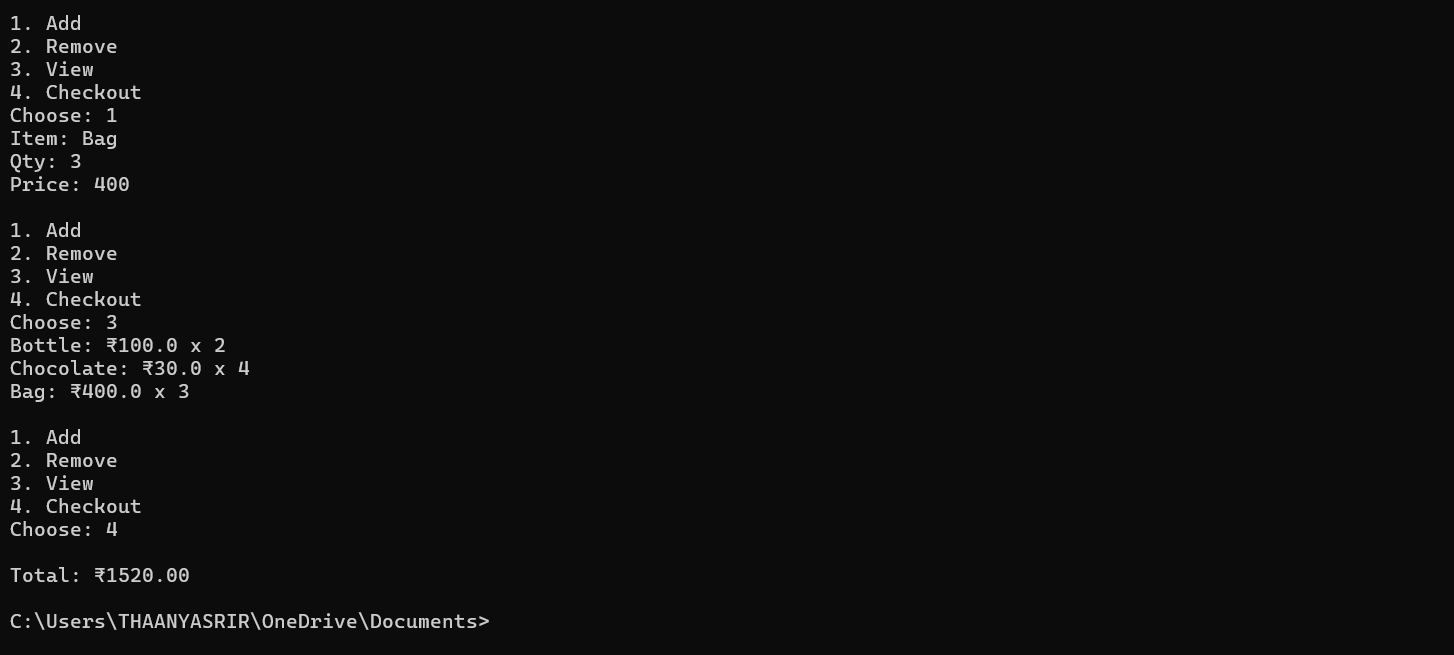 1. Add
2. Remove
3. View
4. Checkout
Choose: 1
Item: Bag
Qty: 3
Price: 400
1. Add
2. Remove
3. View
4. Checkout
Choose: 3
Bottle: ₹100.0 x 2
Chocolate: ₹30.0 x 4
Bag: ₹400.0 x 3
1. Add
2. Remove
3. View
4. Checkout
Choose: 4
Total: ₹1520.00
C:\Users\THAANYASRIR\OneDrive\Documents>